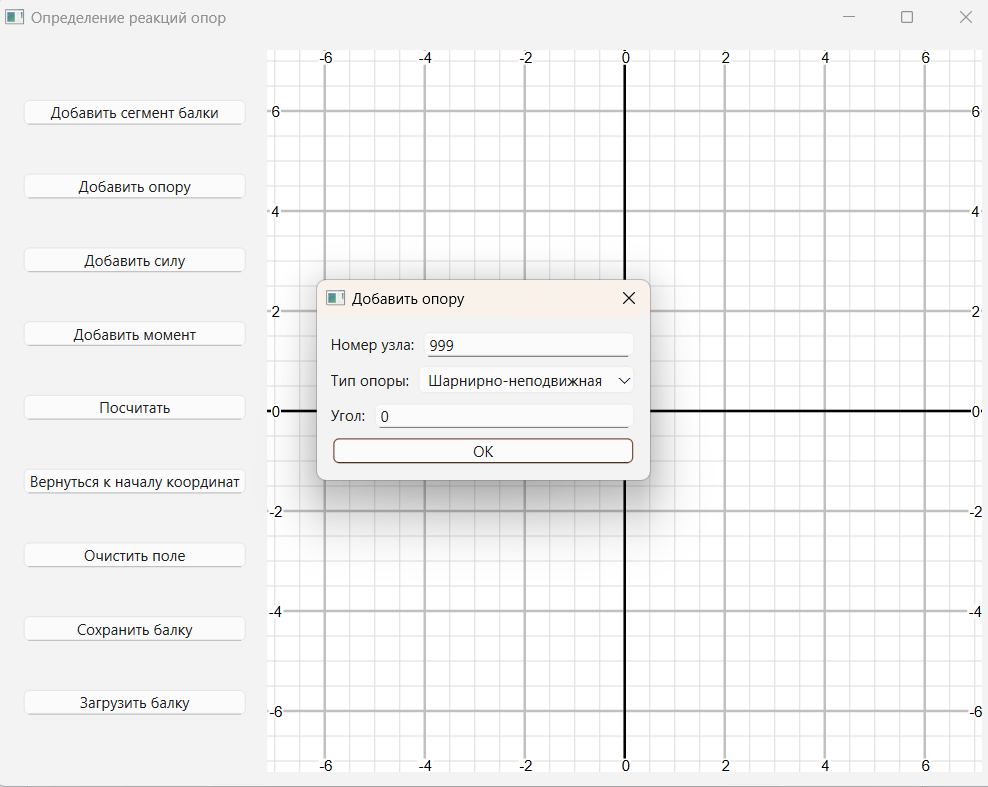 Определение реакций опор
-6 -4 -2 0 2 4 6
Добавить сегмент балки
6 6
Добавить опору
4 4
Добавить силу
2 2
Добавить опору
Добавить момент
Номер узла: 999
Тип опоры: Шарнирно-неподвижная
Посчитать
0 0
Угол: 0
OK
Вернуться к началу координат
-2 -2
Очистить поле
-4 -4
Сохранить балку
Загрузить балку
-6 -6
-6 -4 -2 0 2 4 6